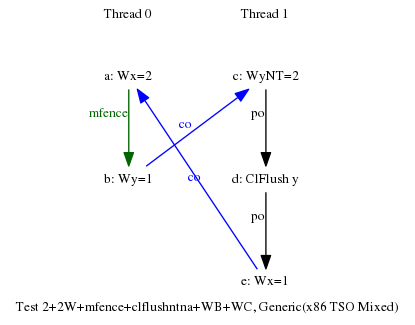 Thread 0 Thread 1
a: Wx=2 c: WyNT=2
mfence po
co
b: Wy=1 co d: ClFlush y
po
e: Wx=1
Test 2+2W+mfence+clflushntna+WB+WC, Generic(x86 TSO Mixed)